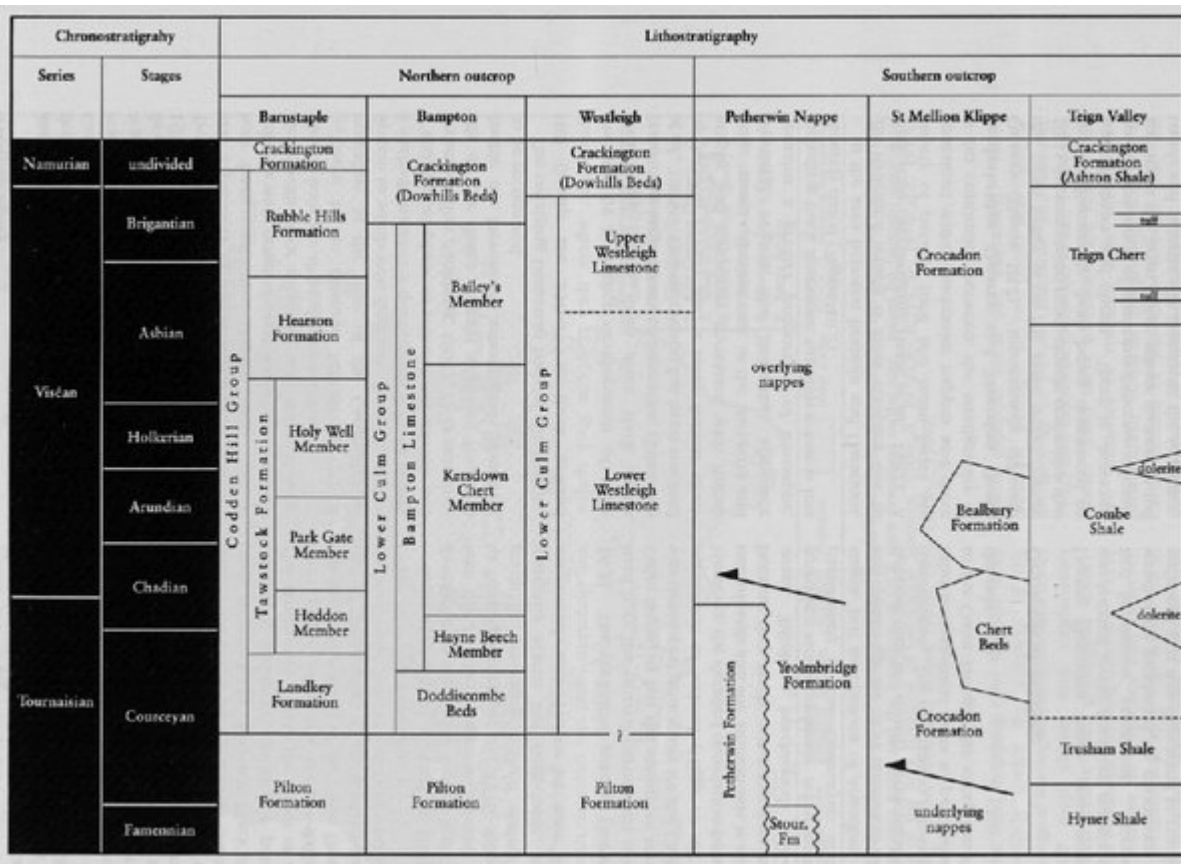 Chronostratigrahy
Lithostratigraphy
Series
Stages
Northern outcrop
Southern outcrop
Barnstaple
Bampton
Westleigh
Petherwin Nappe
St Mellion Klippe
Teign Valley
Namurian
undivided
Crackington
Formation
Crackington
Formation
(Dowhills Beds)
Crackington
Formation
(Dowhills Beds)
Crackington
Formation
(Ashton Shale)
Viséan
Brigantian
Asbian
Holkerian
Arundian
Chadian
Tournaisian
Courceyan
Famennian
Codden Hill Group
Rubble Hills
Formation
Hearson
Formation
Tawstock Formation
Holy Well
Member
Park Gate
Member
Heddon
Member
Landkey
Formation
Pilton
Formation
Lower Culm Group
Bampton Limestone
Bailey's
Member
Kersdown
Chert
Member
Hayne Beech
Member
Doddiscombe
Beds
Pilton
Formation
Lower Culm Group
Upper
Westleigh
Limestone
Lower
Westleigh
Limestone
?
Pilton
Formation
overlying
nappes
Petherwin Formation
Yeolmbridge
Formation
Stour.
Fm
Crocadon
Formation
Bealbury
Formation
Chert
Beds
Crocadon
Formation
underlying
nappes
tuff
Teign Chert
tuff
dolerite
Combe
Shale
dolerite
Trusham Shale
Hyner Shale